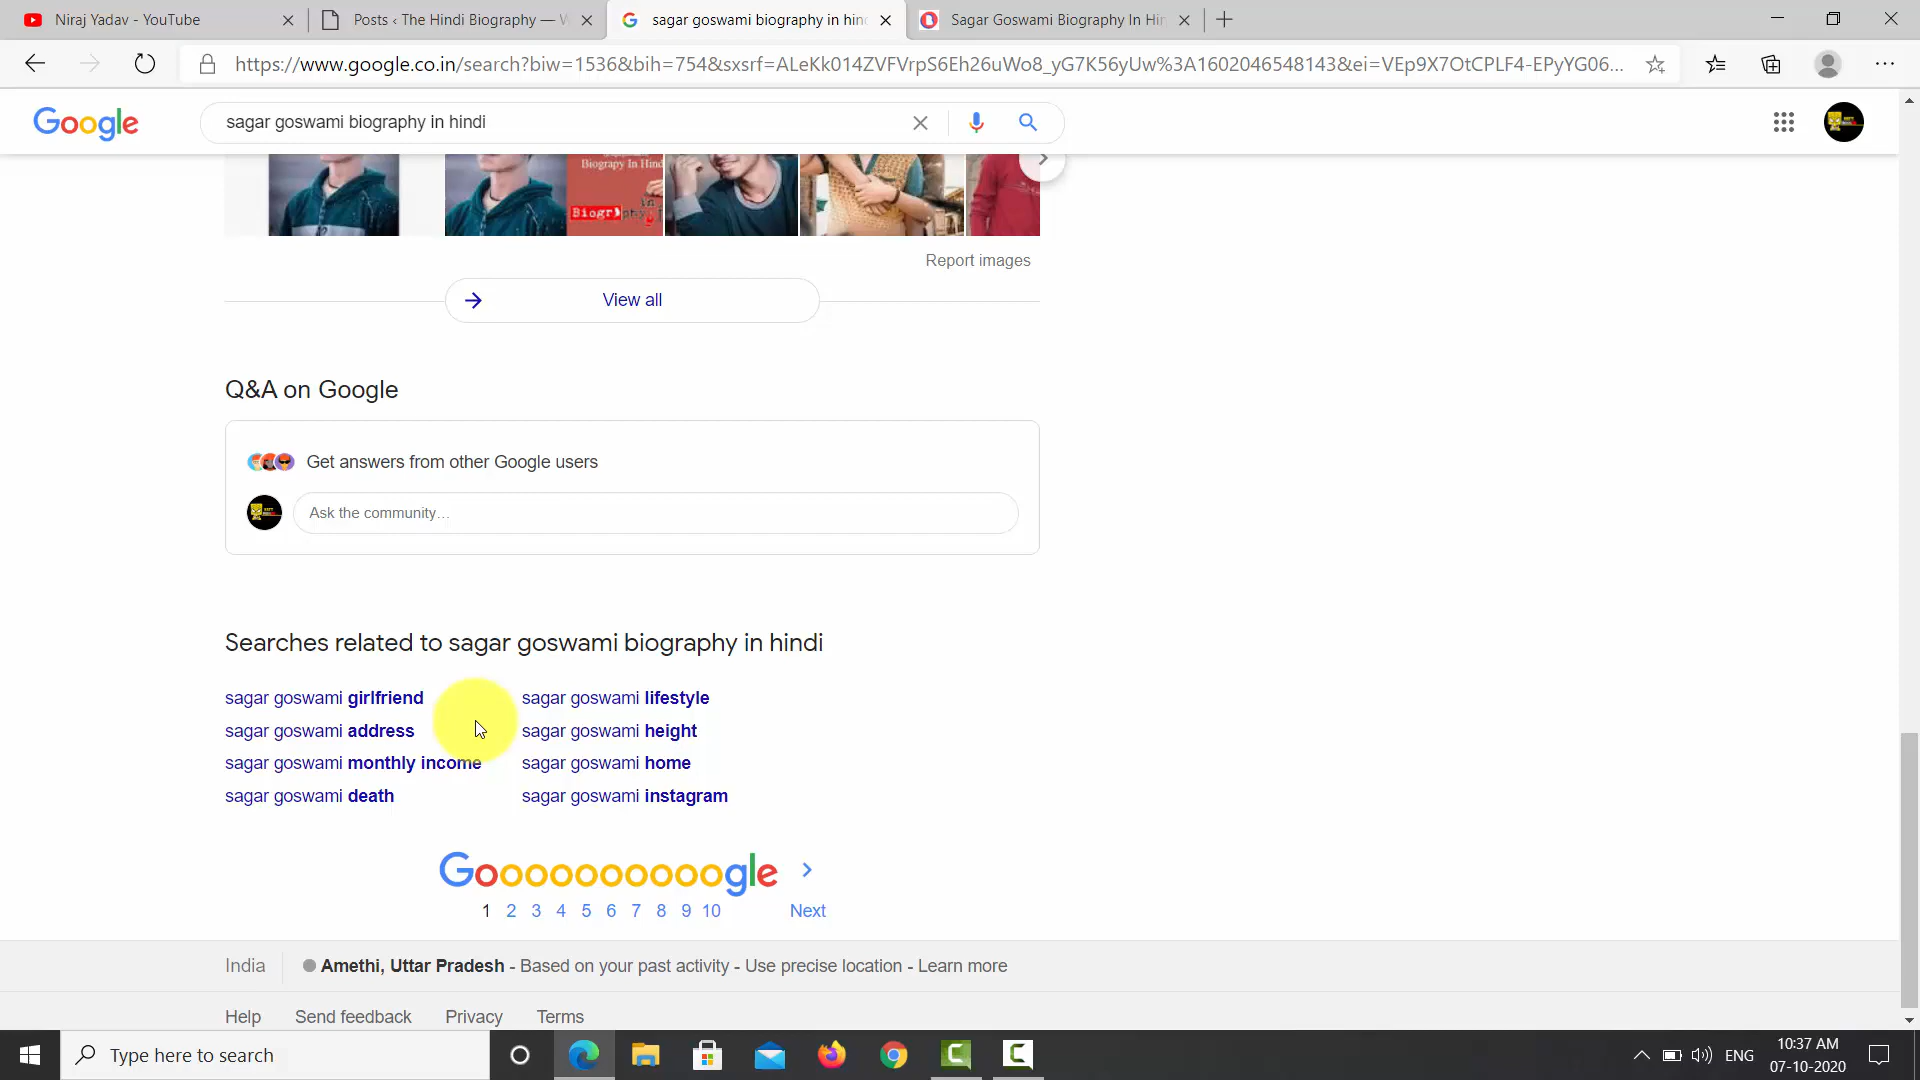 Niraj Yadav - YouTube
Posts ‹ The Hindi Biography — W
sagar goswami biography in hin
Sagar Goswami Biography In Hin
https://www.google.co.in/search?biw=1536&bih=754&sxsrf=ALeKk014ZVFVrpS6Eh26uWo8_yG7K56yUw%3A1602046548143&ei=VEp9X7OtCPLF4-EPyYG06...
Google
sagar goswami biography in hindi
Biograpy In Hind
in
Biography
Report images
View all
Q&A on Google
Get answers from other Google users
Ask the community...
Searches related to sagar goswami biography in hindi
sagar goswami girlfriend
sagar goswami lifestyle
sagar goswami address
sagar goswami height
sagar goswami monthly income
sagar goswami home
sagar goswami death
sagar goswami instagram
Goooooooooogle
1 2 3 4 5 6 7 8 9 10 Next
India
Amethi, Uttar Pradesh - Based on your past activity - Use precise location - Learn more
Help Send feedback Privacy Terms
Type here to search
ENG
10:37 AM
07-10-2020